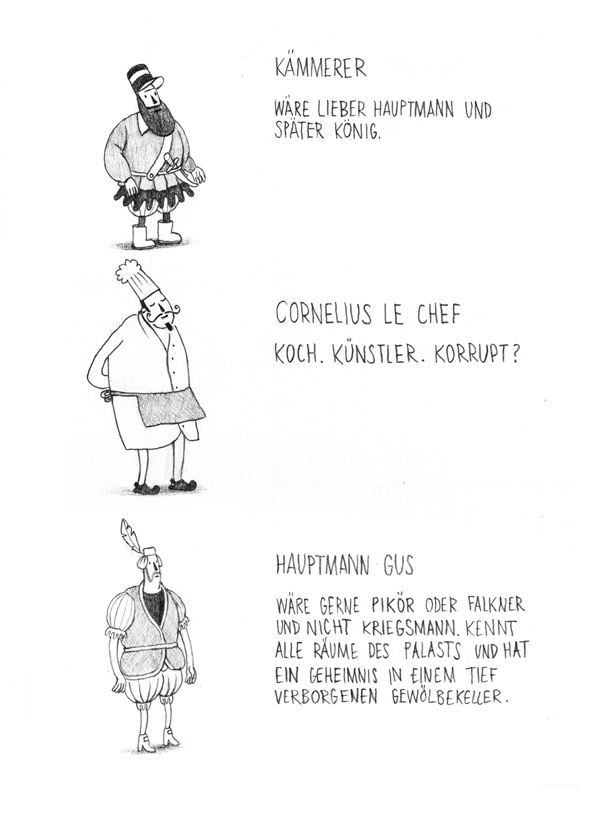 KÄMMERER
WÄRE LIEBER HAUPTMANN UND
SPÄTER KÖNIG.
CORNELIUS LE CHEF
KOCH. KÜNSTLER. KORRUPT?
HAUPTMANN GUS
WÄRE GERNE PIKÖR ODER FALKNER
UND NICHT KRIEGSMANN. KENNT
ALLE RÄUME DES PALASTS UND HAT
EIN GEHEIMNIS IN EINEM TIEF
VERBORGENEN GEWÖLBEKELLER.